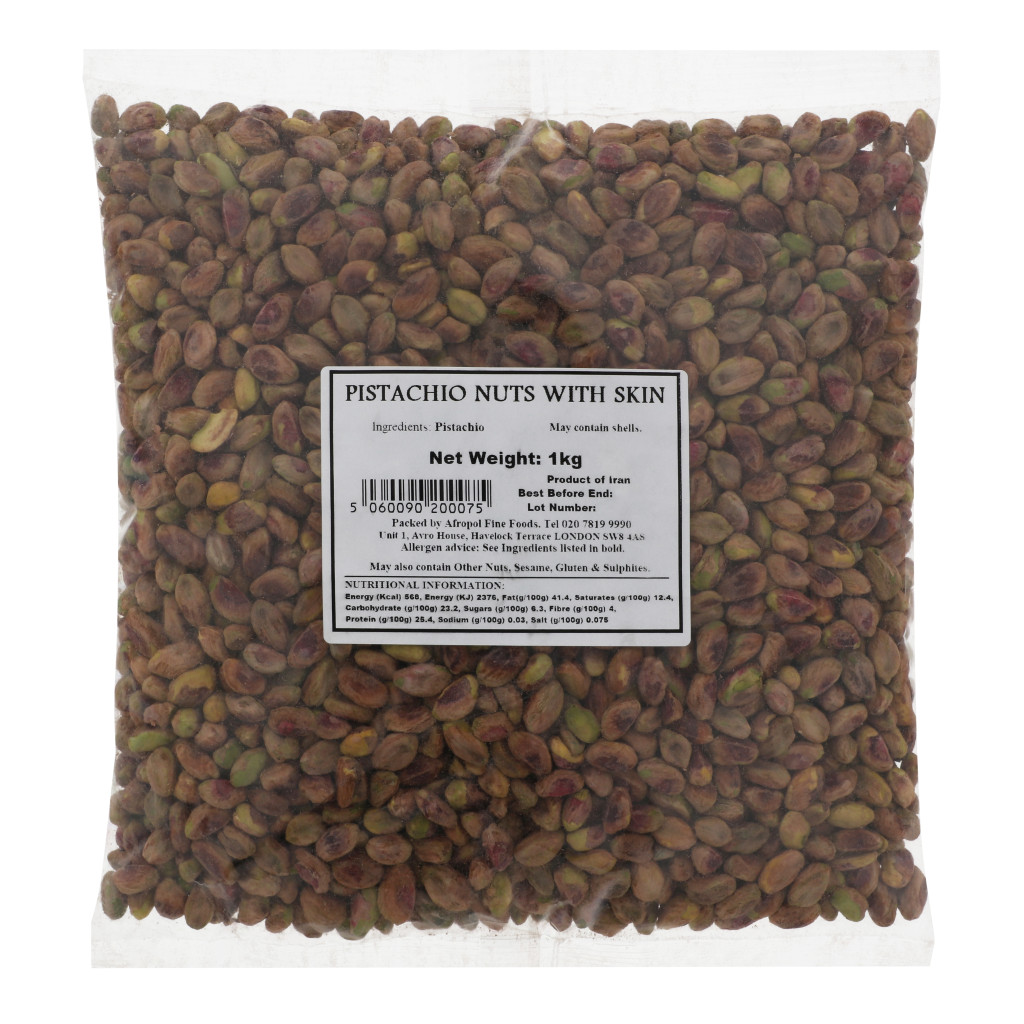 PISTACHIO NUTS WITH SKIN
Ingredients: Pistachio May contain shells.
Net Weight: 1kg
Product of Iran
Best Before End:
Lot Number:
5 060090 200075
Packed by Afropol Fine Foods. Tel 020 7819 9990
Unit 1, Avro House, Havelock Terrace LONDON SW8 4AS
Allergen advice: See Ingredients listed in bold.
May also contain Other Nuts, Sesame, Gluten & Sulphites.
NUTRITIONAL INFORMATION:
Energy (Kcal) 568, Energy (KJ) 2376, Fat(g/100g) 41.4, Saturates (g/100g) 12.4,
Carbohydrate (g/100g) 23.2, Sugars (g/100g) 6.3, Fibre (g/100g) 4,
Protein (g/100g) 25.4, Sodium (g/100g) 0.03, Salt (g/100g) 0.075